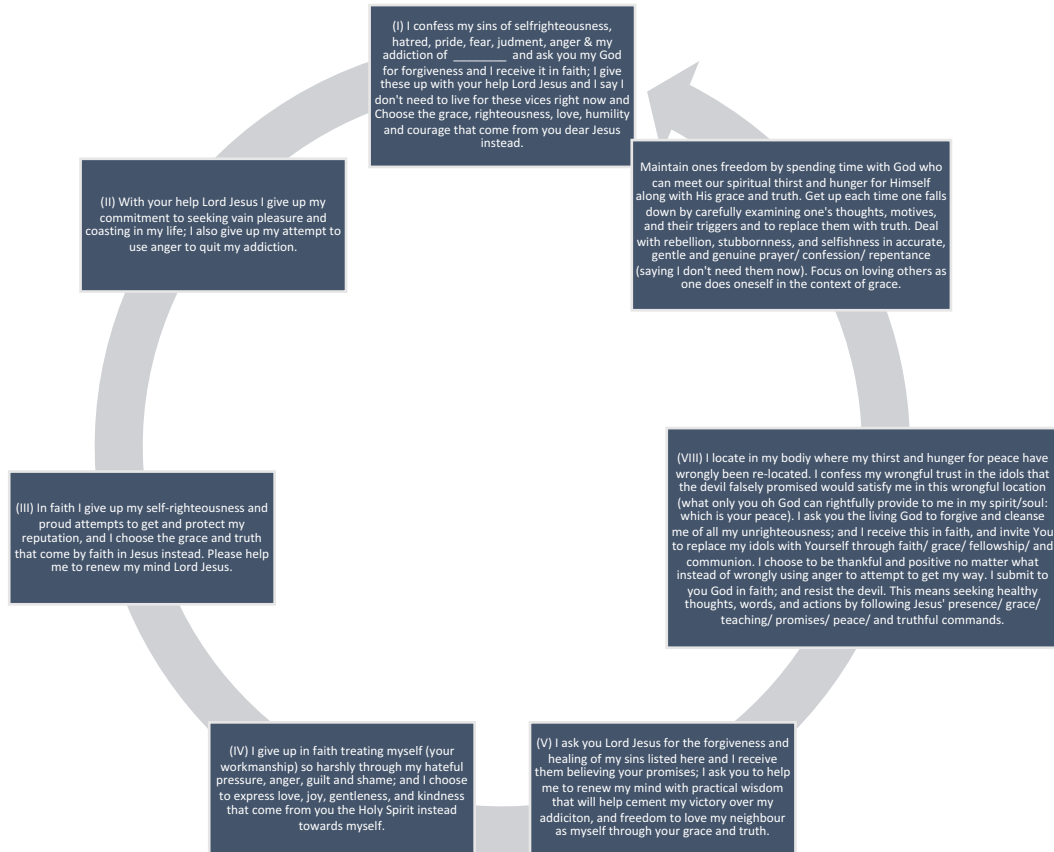 (I) I confess my sins of selfrighteousness,
hatred, pride, fear, judgment, anger & my
addiction of ________ and ask you my God
for forgiveness and I receive it in faith; I give
these up with your help Lord Jesus and I say I
don't need to live for these vices right now and
Choose the grace, righteousness, love, humility
and courage that come from you dear Jesus
instead.
(II) With your help Lord Jesus I give up my
commitment to seeking vain pleasure and
coasting in my life; I also give up my attempt to
use anger to quit my addiction.
(III) In faith I give up my self-righteousness and
proud attempts to get and protect my
reputation, and I choose the grace and truth
that come by faith in Jesus instead. Please help
me to renew my mind Lord Jesus.
(IV) I give up in faith treating myself (your
workmanship) so harshly through my hateful
pressure, anger, guilt and shame; and I choose
to express love, joy, gentleness, and kindness
that come from you the Holy Spirit instead
towards myself.
(V) I ask you Lord Jesus for the forgiveness and
healing of my sins listed here and I receive
them believing your promises; I ask you to help
me to renew my mind with practical wisdom
that will help cement my victory over my
addiciton, and freedom to love my neighbour
as myself through your grace and truth.
(VIII) I locate in my bodiy where my thirst and hunger for peace have
wrongly been re-located. I confess my wrongful trust in the idols that
the devil falsely promised would satisfy me in this wrongful location
(what only you oh God can rightfully provide to me in my spirit/soul:
which is your peace). I ask you the living God to forgive and cleanse
me of all my unrighteousness; and I receive this in faith, and invite You
to replace my idols with Yourself through faith/ grace/ fellowship/ and
communion. I choose to be thankful and positive no matter what
instead of wrongly using anger to attempt to get my way. I submit to
you God in faith; and resist the devil. This means seeking healthy
thoughts, words, and actions by following Jesus' presence/ grace/
teaching/ promises/ peace/ and truthful commands.
Maintain ones freedom by spending time with God who
can meet our spiritual thirst and hunger for Himself
along with His grace and truth. Get up each time one falls
down by carefully examining one's thoughts, motives,
and their triggers and to replace them with truth. Deal
with rebellion, stubbornness, and selfishness in accurate,
gentle and genuine prayer/ confession/ repentance
(saying I don't need them now). Focus on loving others as
one does oneself in the context of grace.